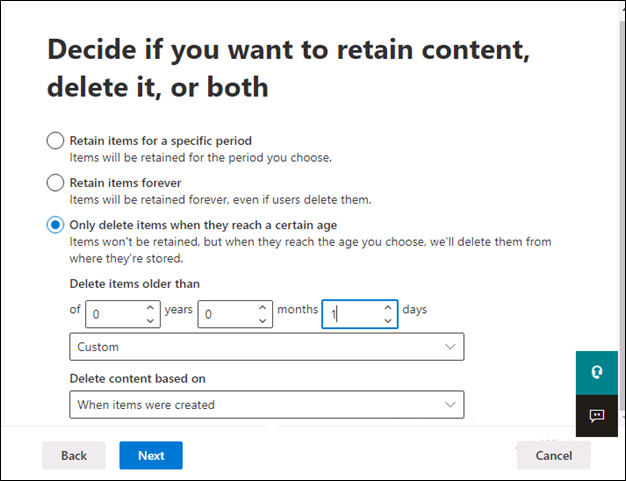 Decide if you want to retain content,
delete it, or both
Retain items for a specific period
Items will be retained for the period you choose.
Retain items forever
Items will be retained forever, even if users delete them.
Only delete items when they reach a certain age
Items won't be retained, but when they reach the age you choose, we'll delete them from
where they're stored.
Delete items older than
of 0 years 0 months 1 days
Custom
Delete content based on
When items were created
Back Next Cancel